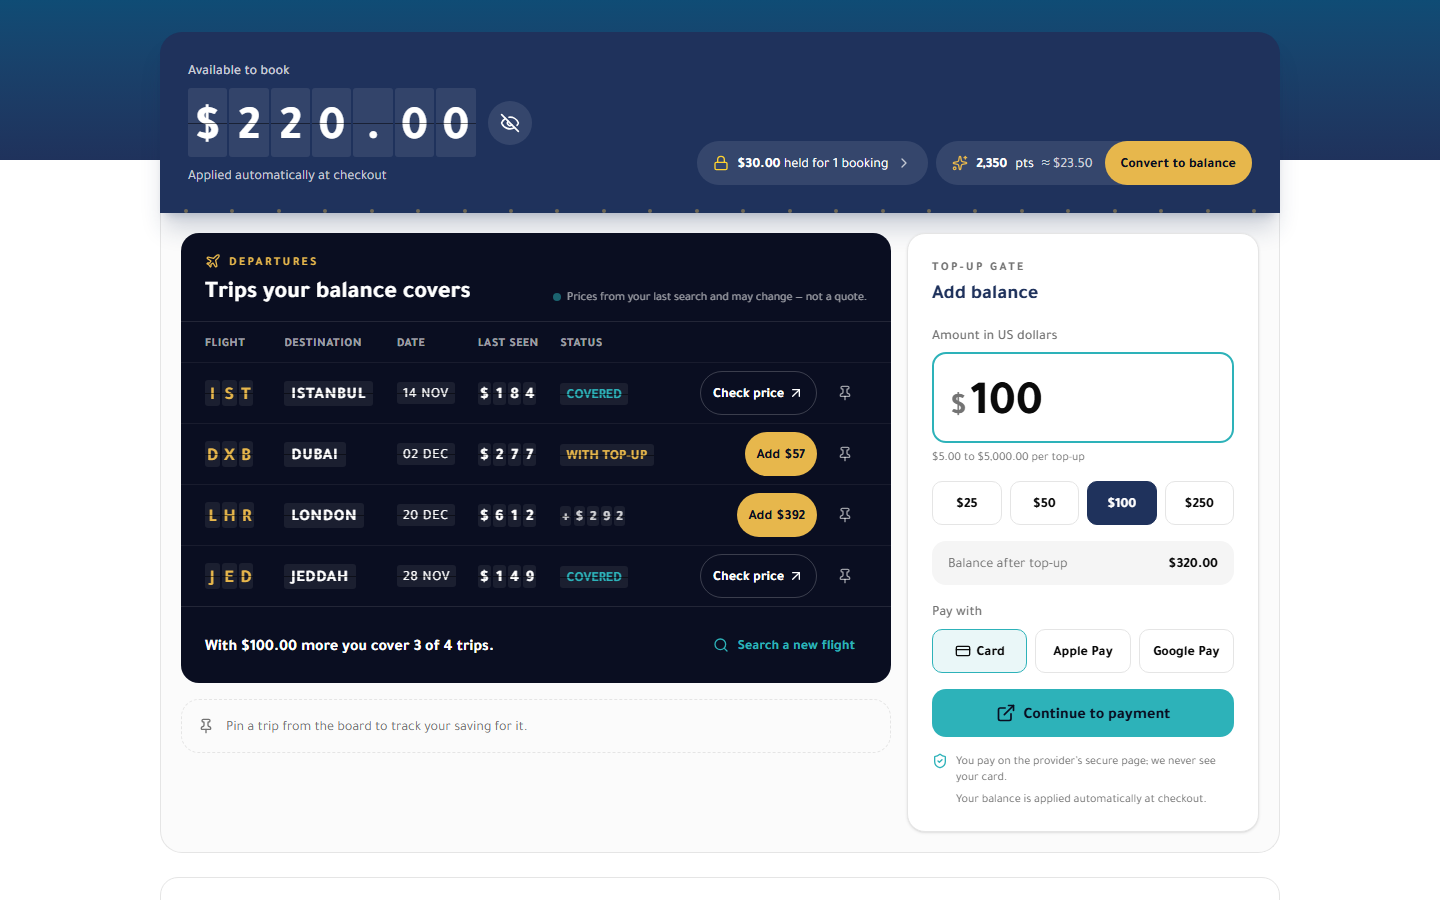 Available to book
$220.00
Applied automatically at checkout
$30.00 held for 1 booking
2,350 pts ≈ $23.50
Convert to balance
DEPARTURES
Trips your balance covers
Prices from your last search and may change – not a quote.
FLIGHT DESTINATION DATE LAST SEEN STATUS
IST ISTANBUL 14 NOV $184 COVERED Check price
DXB DUBAI 02 DEC $277 WITH TOP-UP Add $57
LHR LONDON 20 DEC $612 +$292 Add $392
JED JEDDAH 28 NOV $149 COVERED Check price
With $100.00 more you cover 3 of 4 trips.
Search a new flight
Pin a trip from the board to track your saving for it.
TOP-UP GATE
Add balance
Amount in US dollars
$100
$5.00 to $5,000.00 per top-up
$25 $50 $100 $250
Balance after top-up $320.00
Pay with
Card Apple Pay Google Pay
Continue to payment
You pay on the provider's secure page; we never see
your card.
Your balance is applied automatically at checkout.